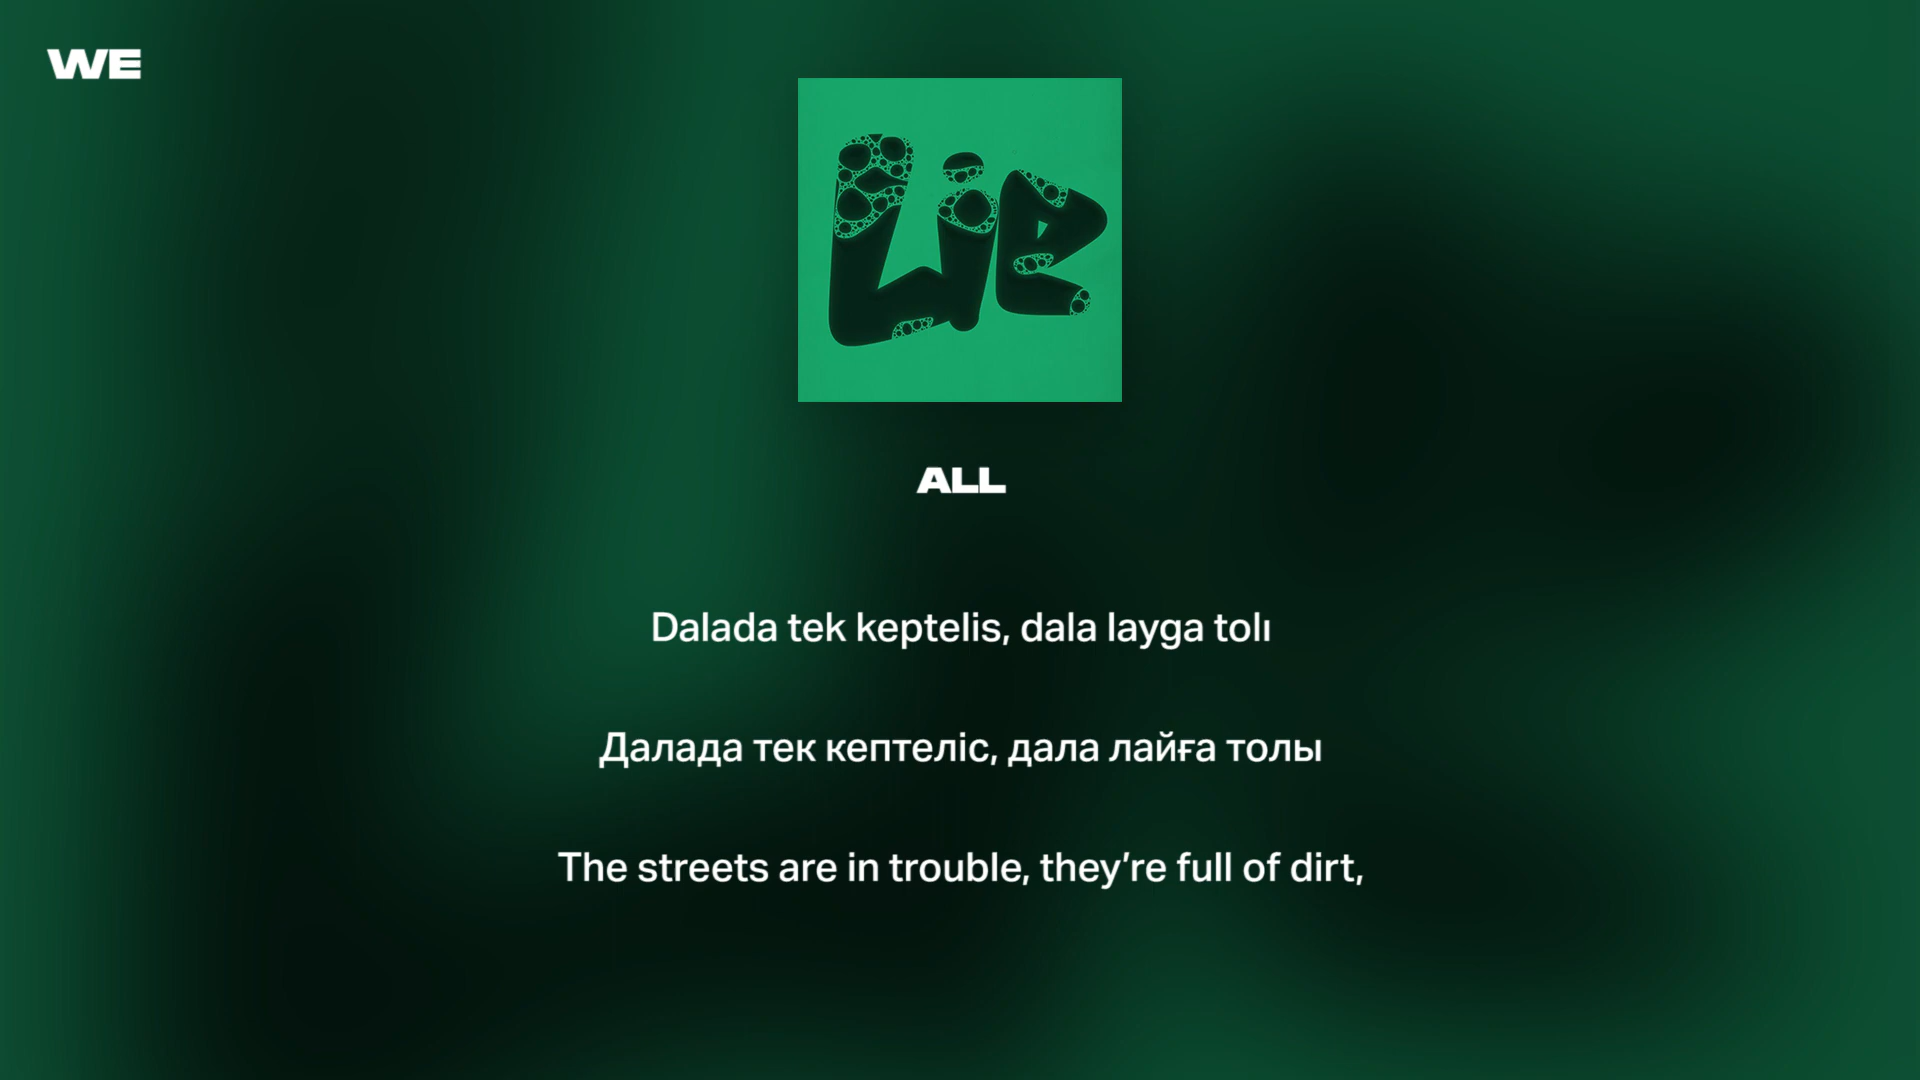 WE
Lie
ALL
Dalada tek keptelis, dala layga tolı
Далада тек кептеліс, дала лайға толы
The streets are in trouble, they’re full of dirt,